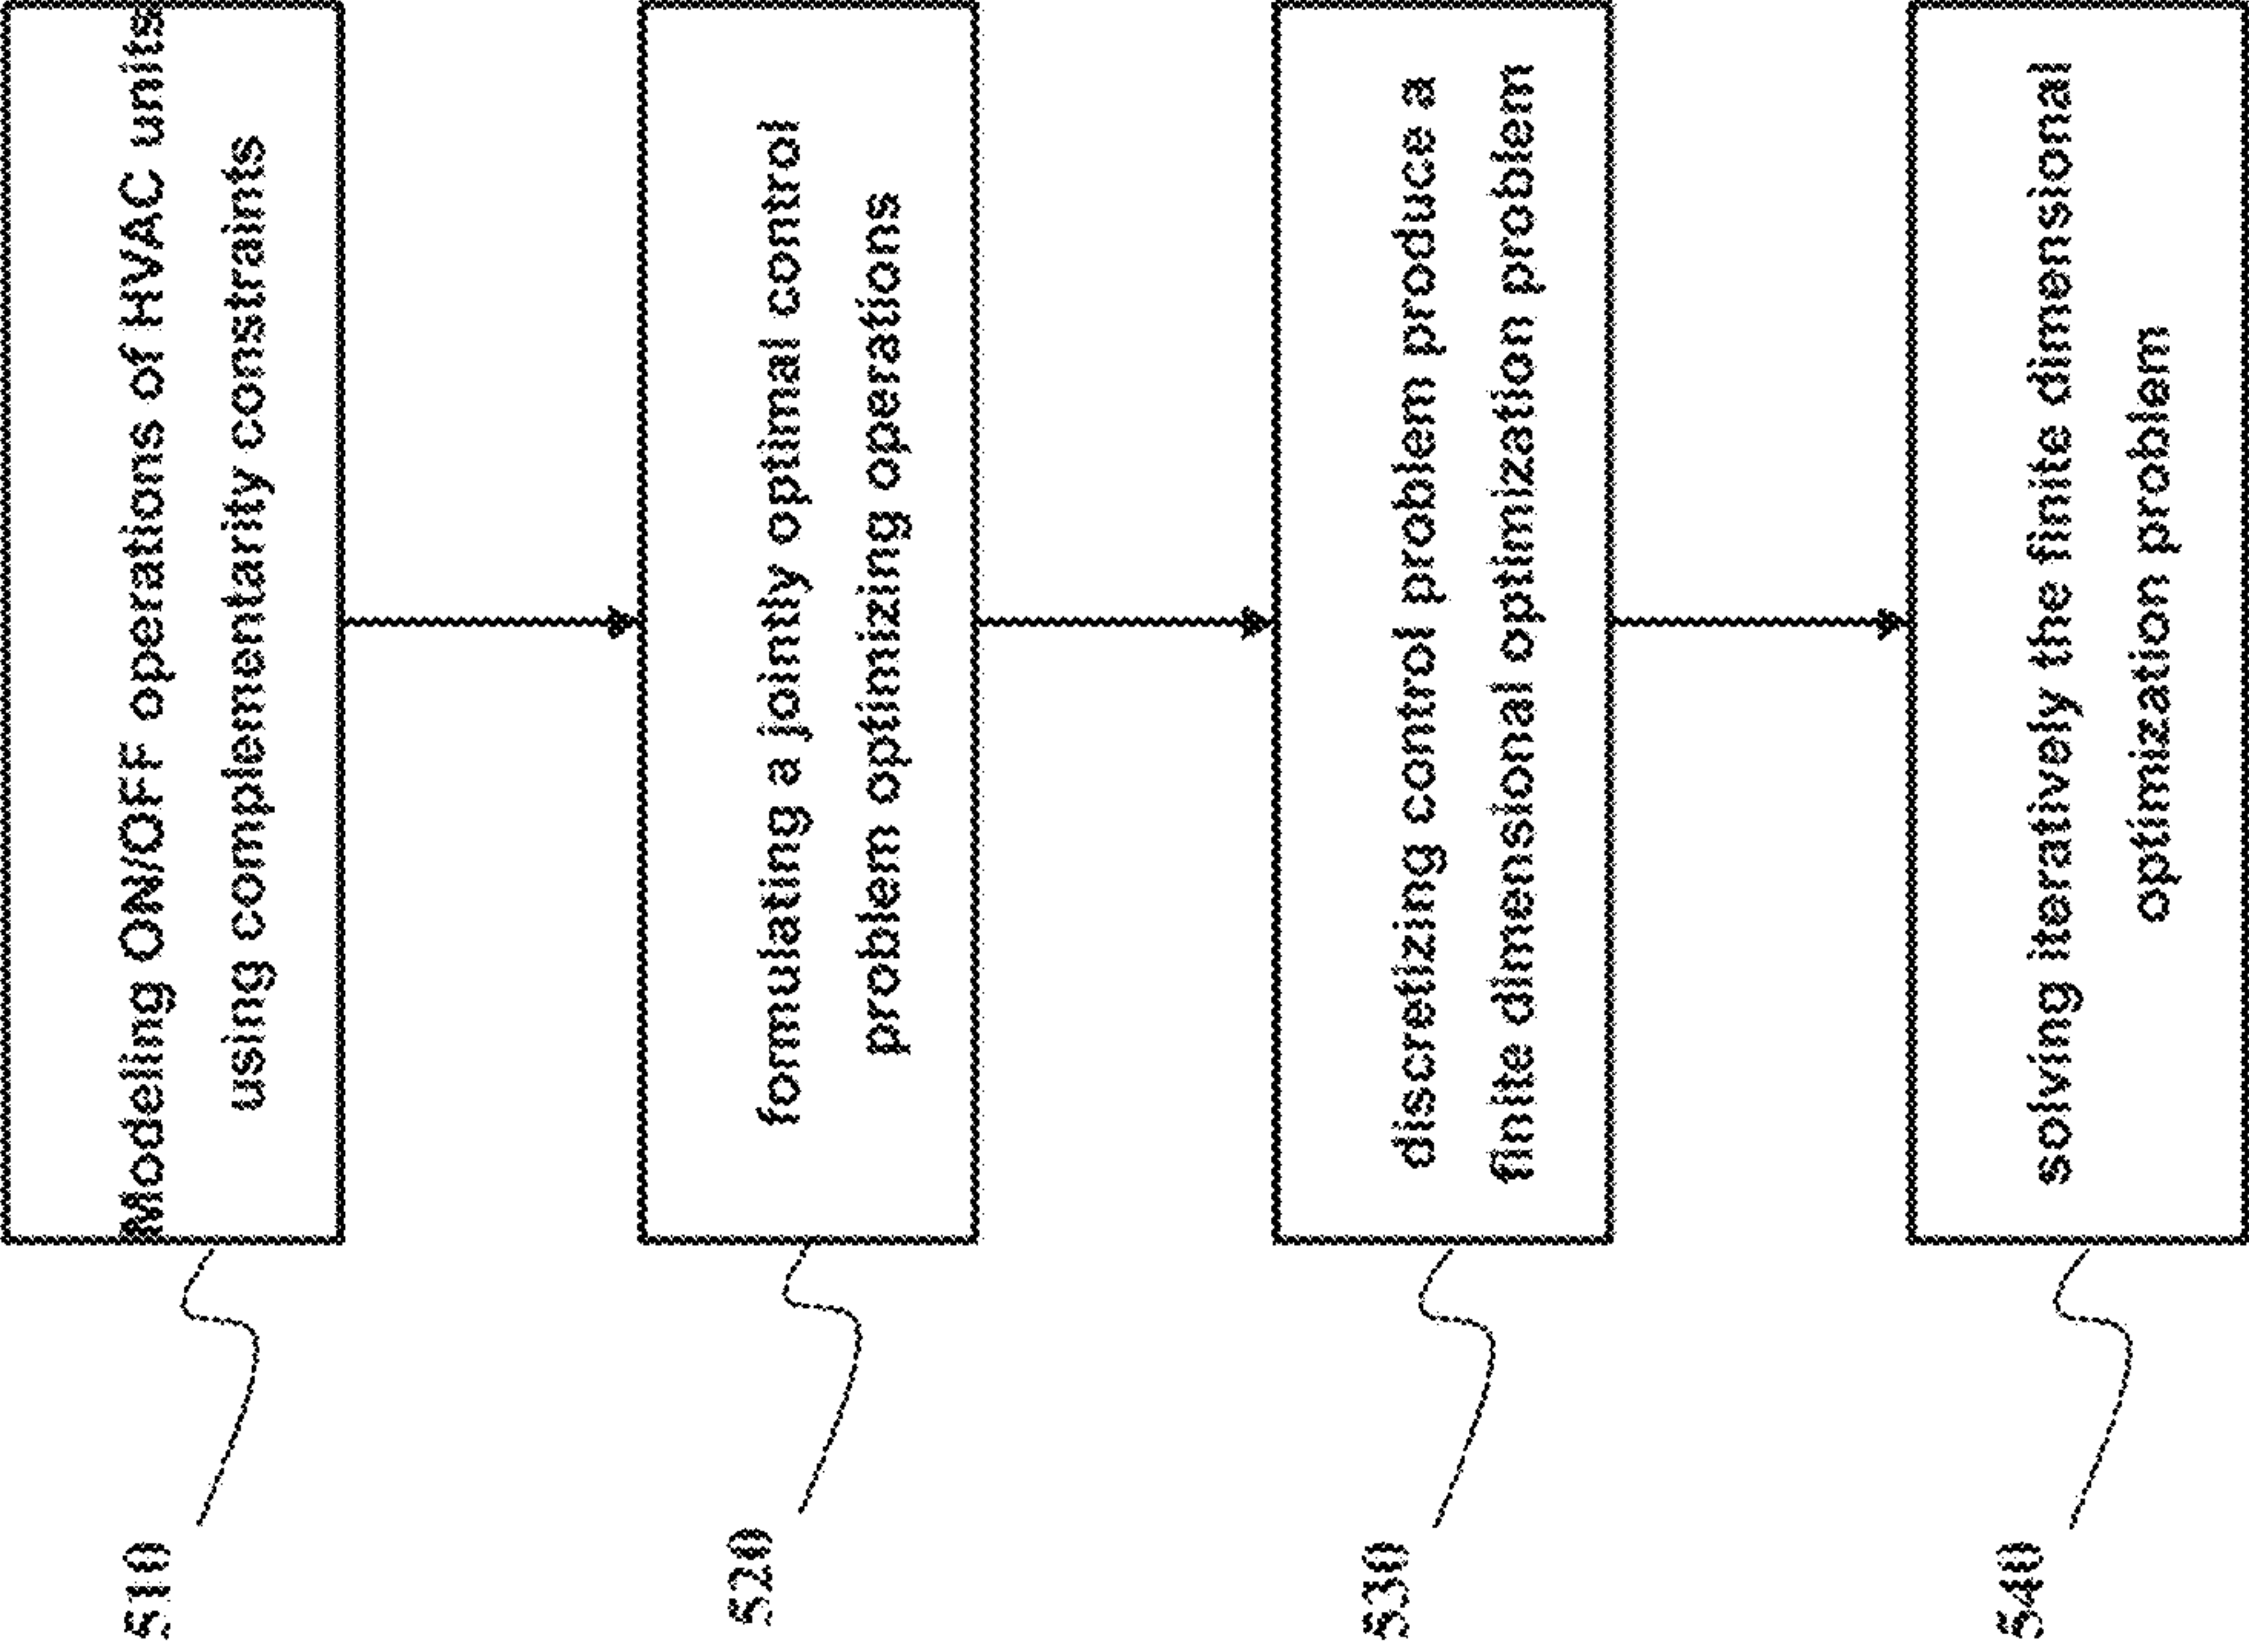 510
Modeling ON/OFF operations of HVAC units
using complementarity constraints
520
formulating a jointly optimal control
problem optimizing operations
530
discretizing control problem produce a
finite dimensional optimization problem
540
solving iteratively the finite dimensional
optimization problem